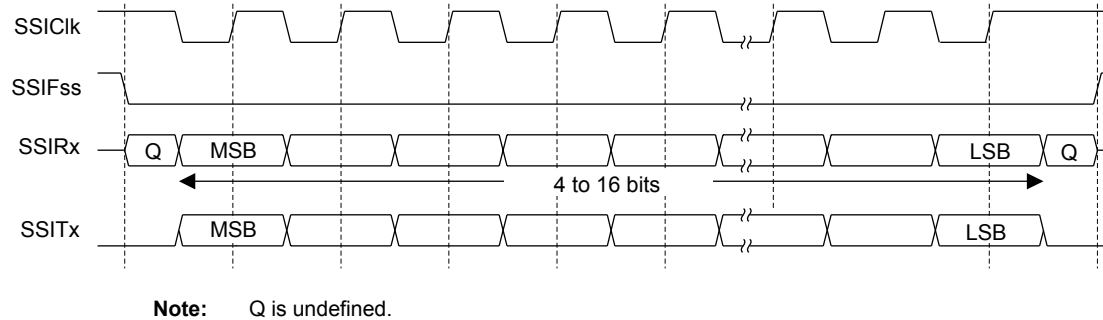 SSIClk
SSIFss
SSIRx Q MSB LSB Q
4 to 16 bits
SSITx MSB LSB
Note: Q is undefined.